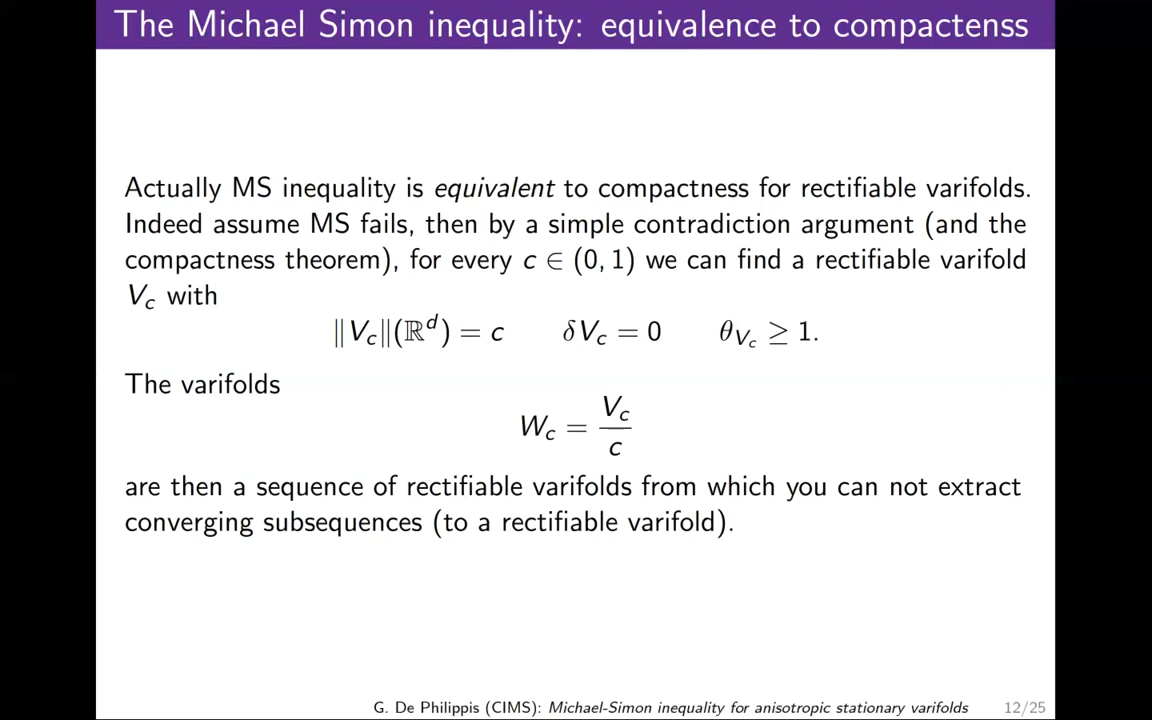 The Michael Simon inequality: equivalence to compactenss
Actually MS inequality is equivalent to compactness for rectifiable varifolds.
Indeed assume MS fails, then by a simple contradiction argument (and the
compactness theorem), for every c ∈ (0, 1) we can find a rectifiable varifold
V_c with
‖V_c‖(ℝ^d) = c δV_c = 0 θ_{V_c} ≥ 1.
The varifolds
W_c = V_c / c
are then a sequence of rectifiable varifolds from which you can not extract
converging subsequences (to a rectifiable varifold).
G. De Philippis (CIMS): Michael-Simon inequality for anisotropic stationary varifolds 12/25